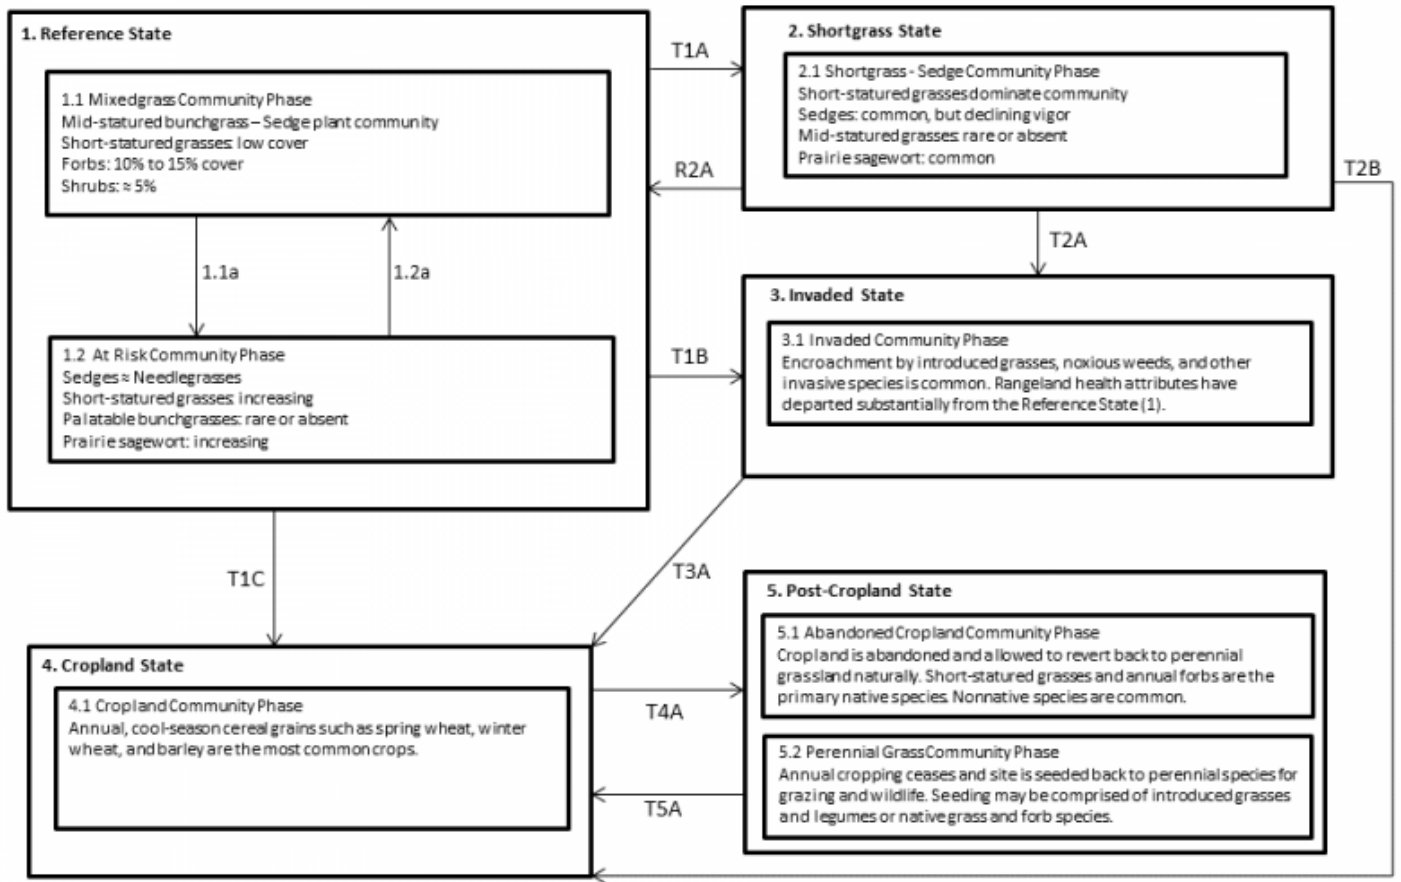 1. Reference State
1.1 Mixedgrass Community Phase
Mid-statured bunchgrass – Sedge plant community
Short-statured grasses: low cover
Forbs: 10% to 15% cover
Shrubs: ≈ 5%
1.1a
1.2a
1.2 At Risk Community Phase
Sedges ≈ Needlegrasses
Short-statured grasses: increasing
Palatable bunchgrasses: rare or absent
Prairie sagewort: increasing
T1A
R2A
T1B
T1C
2. Shortgrass State
2.1 Shortgrass - Sedge Community Phase
Short-statured grasses dominate community
Sedges: common, but declining vigor
Mid-statured grasses: rare or absent
Prairie sagewort: common
T2B
T2A
3. Invaded State
3.1 Invaded Community Phase
Encroachment by introduced grasses, noxious weeds, and other
invasive species is common. Rangeland health attributes have
departed substantially from the Reference State (1).
T3A
4. Cropland State
4.1 Cropland Community Phase
Annual, cool-season cereal grains such as spring wheat, winter
wheat, and barley are the most common crops.
T4A
T5A
5. Post-Cropland State
5.1 Abandoned Cropland Community Phase
Cropland is abandoned and allowed to revert back to perennial
grassland naturally. Short-statured grasses and annual forbs are the
primary native species. Nonnative species are common.
5.2 Perennial Grass Community Phase
Annual cropping ceases and site is seeded back to perennial species for
grazing and wildlife. Seeding may be comprised of introduced grasses
and legumes or native grass and forb species.